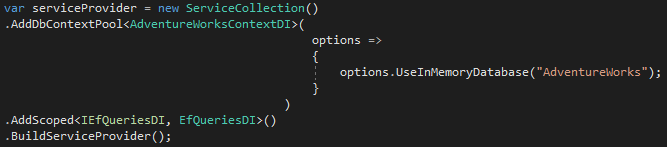 var serviceProvider = new ServiceCollection()
.AddDbContextPool<AdventureWorksContextDI>(
options =>
{
options.UseInMemoryDatabase("AdventureWorks");
}
)
.AddScoped<IEfQueriesDI, EfQueriesDI>()
.BuildServiceProvider();